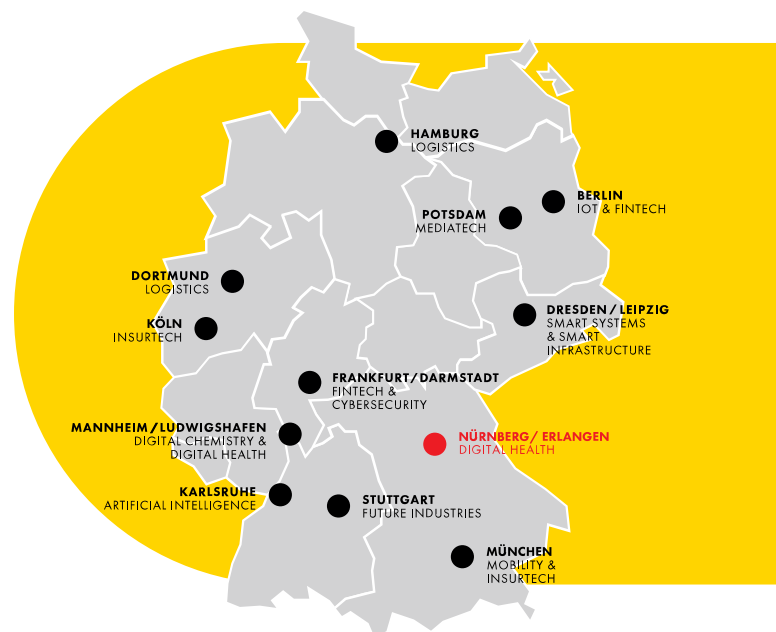 HAMBURG
LOGISTICS
BERLIN
IOT & FINTECH
POTSDAM
MEDIATECH
DORTMUND
LOGISTICS
DRESDEN / LEIPZIG
SMART SYSTEMS
& SMART
INFRASTRUCTURE
KÖLN
INSURTECH
FRANKFURT/DARMSTADT
FINTECH &
CYBERSECURITY
MANNHEIM/LUDWIGSHAFEN
DIGITAL CHEMISTRY &
DIGITAL HEALTH
NÜRNBERG/ ERLANGEN
DIGITAL HEALTH
KARLSRUHE
ARTIFICIAL INTELLIGENCE
STUTTGART
FUTURE INDUSTRIES
MÜNCHEN
MOBILITY &
INSURTECH